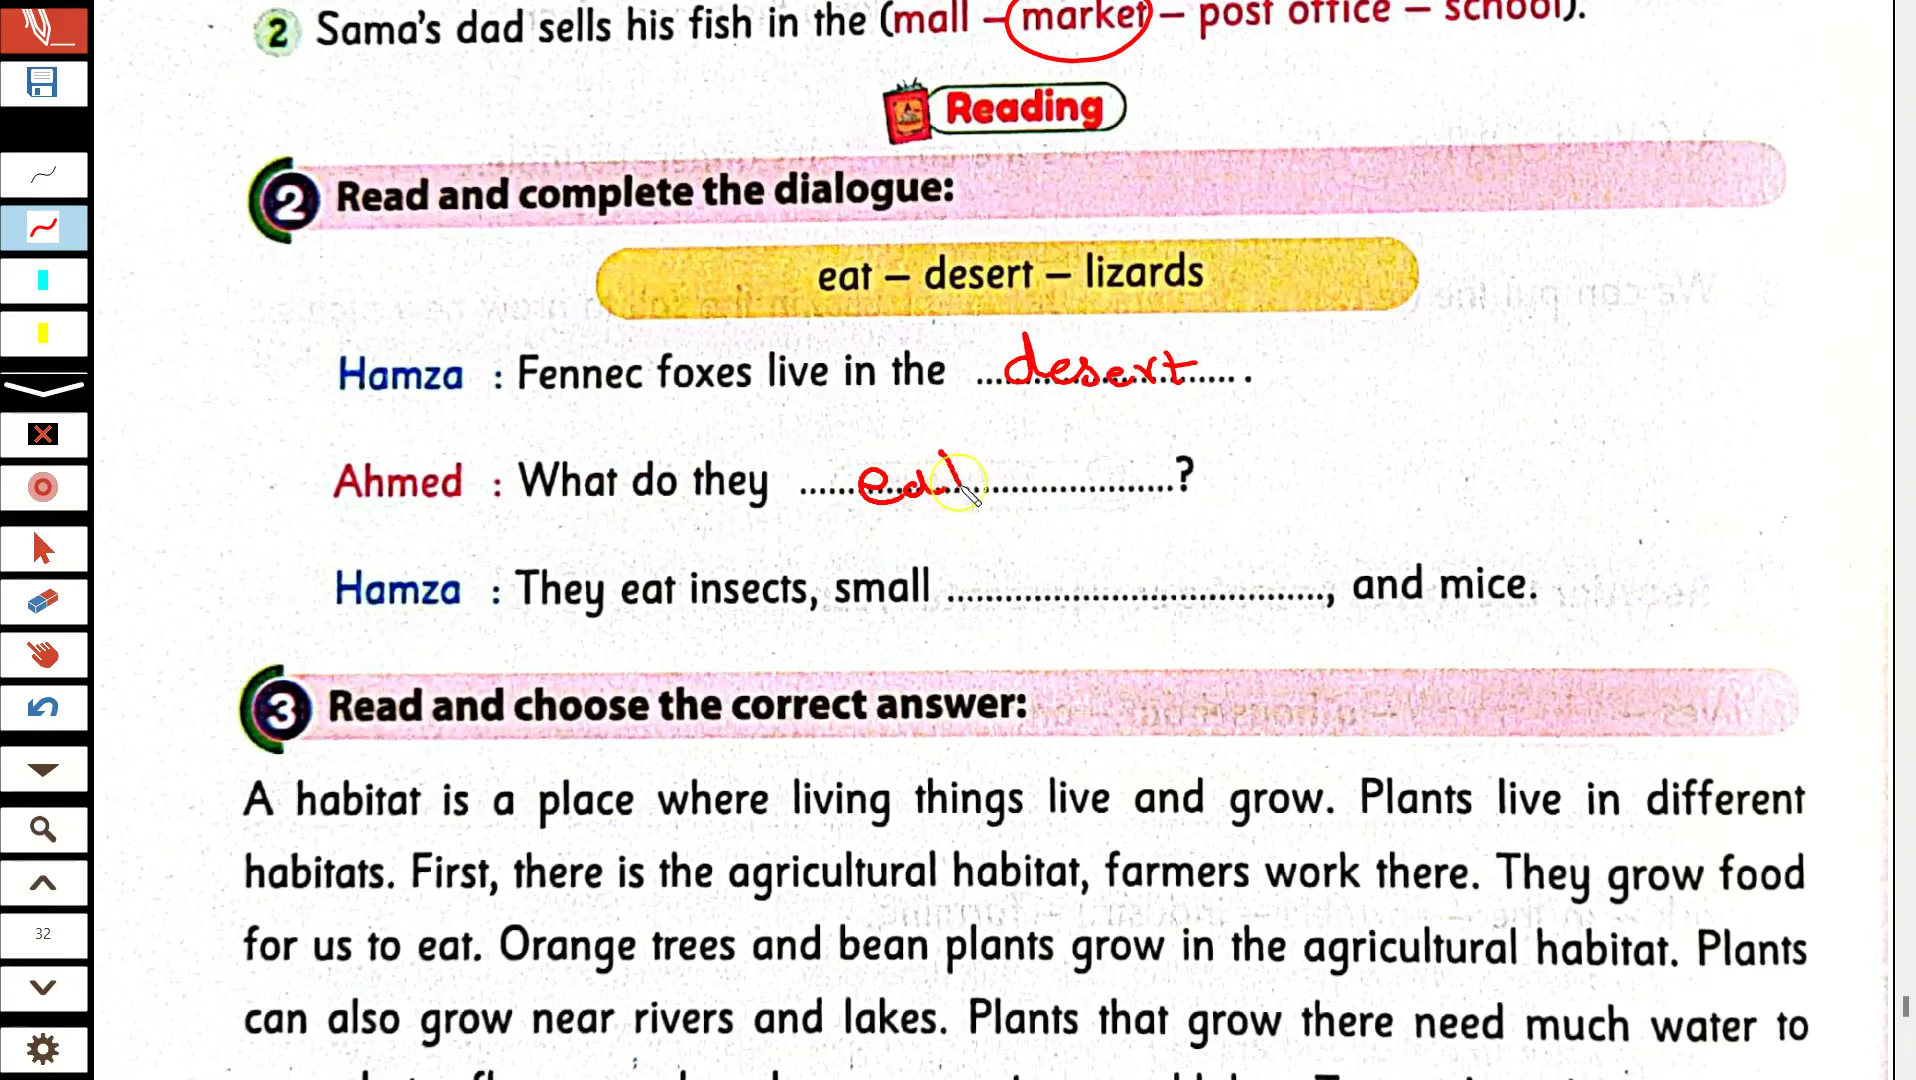 2 Sama's dad sells his fish in the (mall – market – post office – school).
Reading
2 Read and complete the dialogue:
eat – desert – lizards
Hamza : Fennec foxes live in the ...desert... .
Ahmed : What do they ......eat......?
Hamza : They eat insects, small ............, and mice.
3 Read and choose the correct answer:
A habitat is a place where living things live and grow. Plants live in different
habitats. First, there is the agricultural habitat, farmers work there. They grow food
for us to eat. Orange trees and bean plants grow in the agricultural habitat. Plants
can also grow near rivers and lakes. Plants that grow there need much water to
32